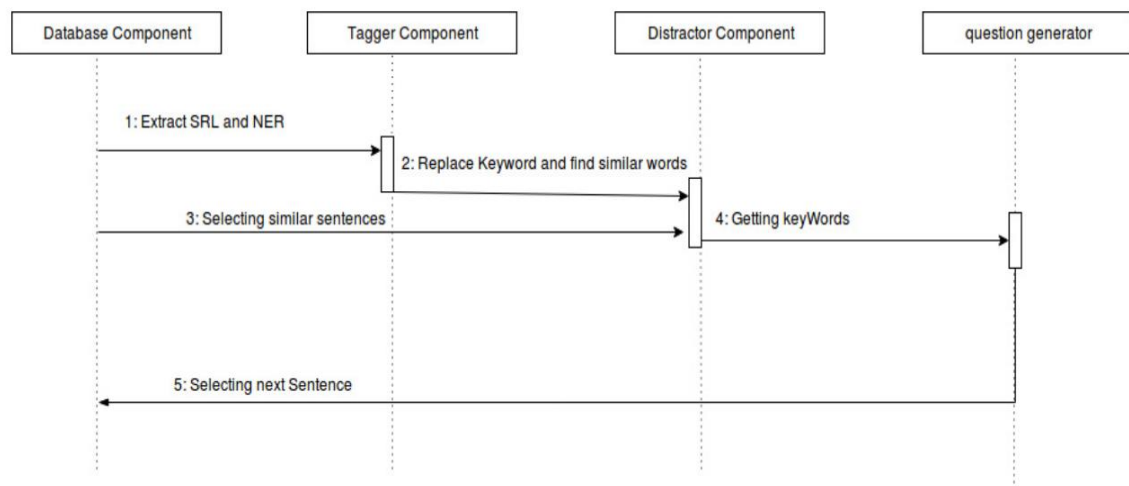 Database Component
Tagger Component
Distractor Component
question generator
1: Extract SRL and NER
2: Replace Keyword and find similar words
3: Selecting similar sentences
4: Getting keyWords
5: Selecting next Sentence